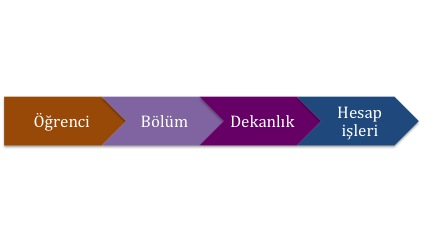 Öğrenci
Bölüm
Dekanlık
Hesap
işleri